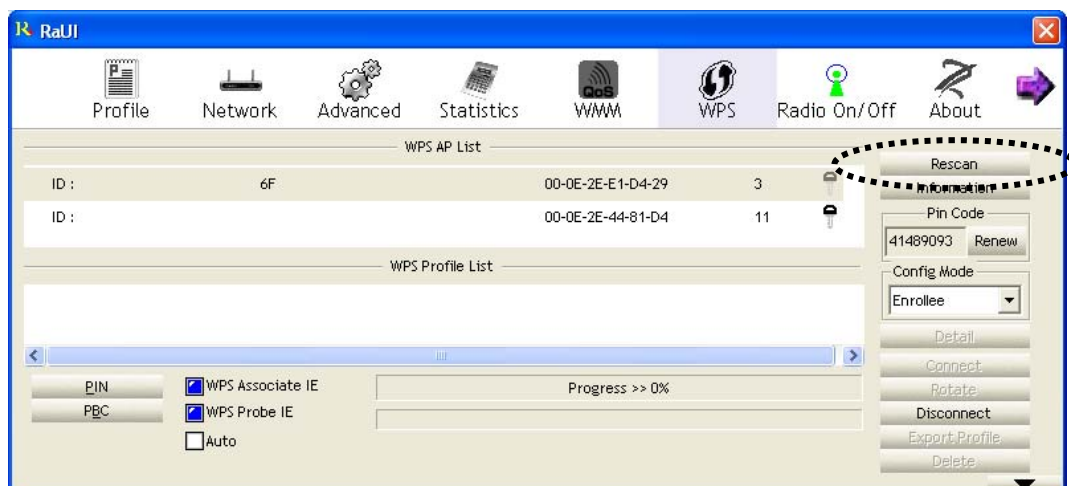 RaUI
Profile Network Advanced Statistics QoS WMM WPS Radio On/Off About
WPS AP List
ID : 6F 00-0E-2E-E1-D4-29 3
ID : 00-0E-2E-44-81-D4 11
WPS Profile List
Rescan
Information
Pin Code
41489093 Renew
Config Mode
Enrollee
Detail
Connect
Rotate
Disconnect
Export Profile
Delete
PIN WPS Associate IE Progress >> 0%
PBC WPS Probe IE
Auto